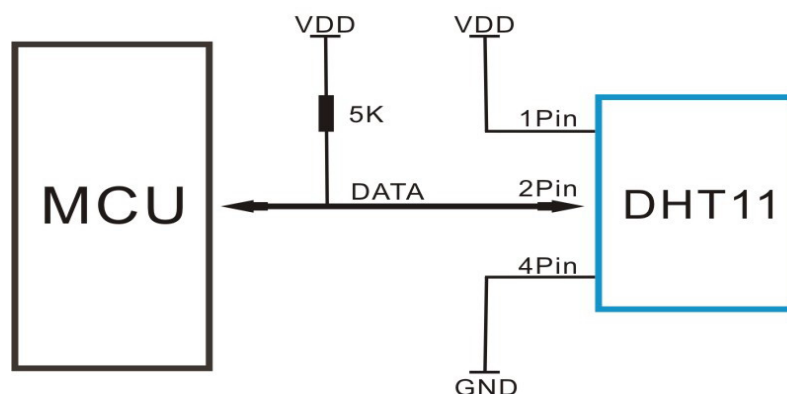 VDD
VDD
5K
1Pin
MCU
DATA
2Pin
DHT11
4Pin
GND